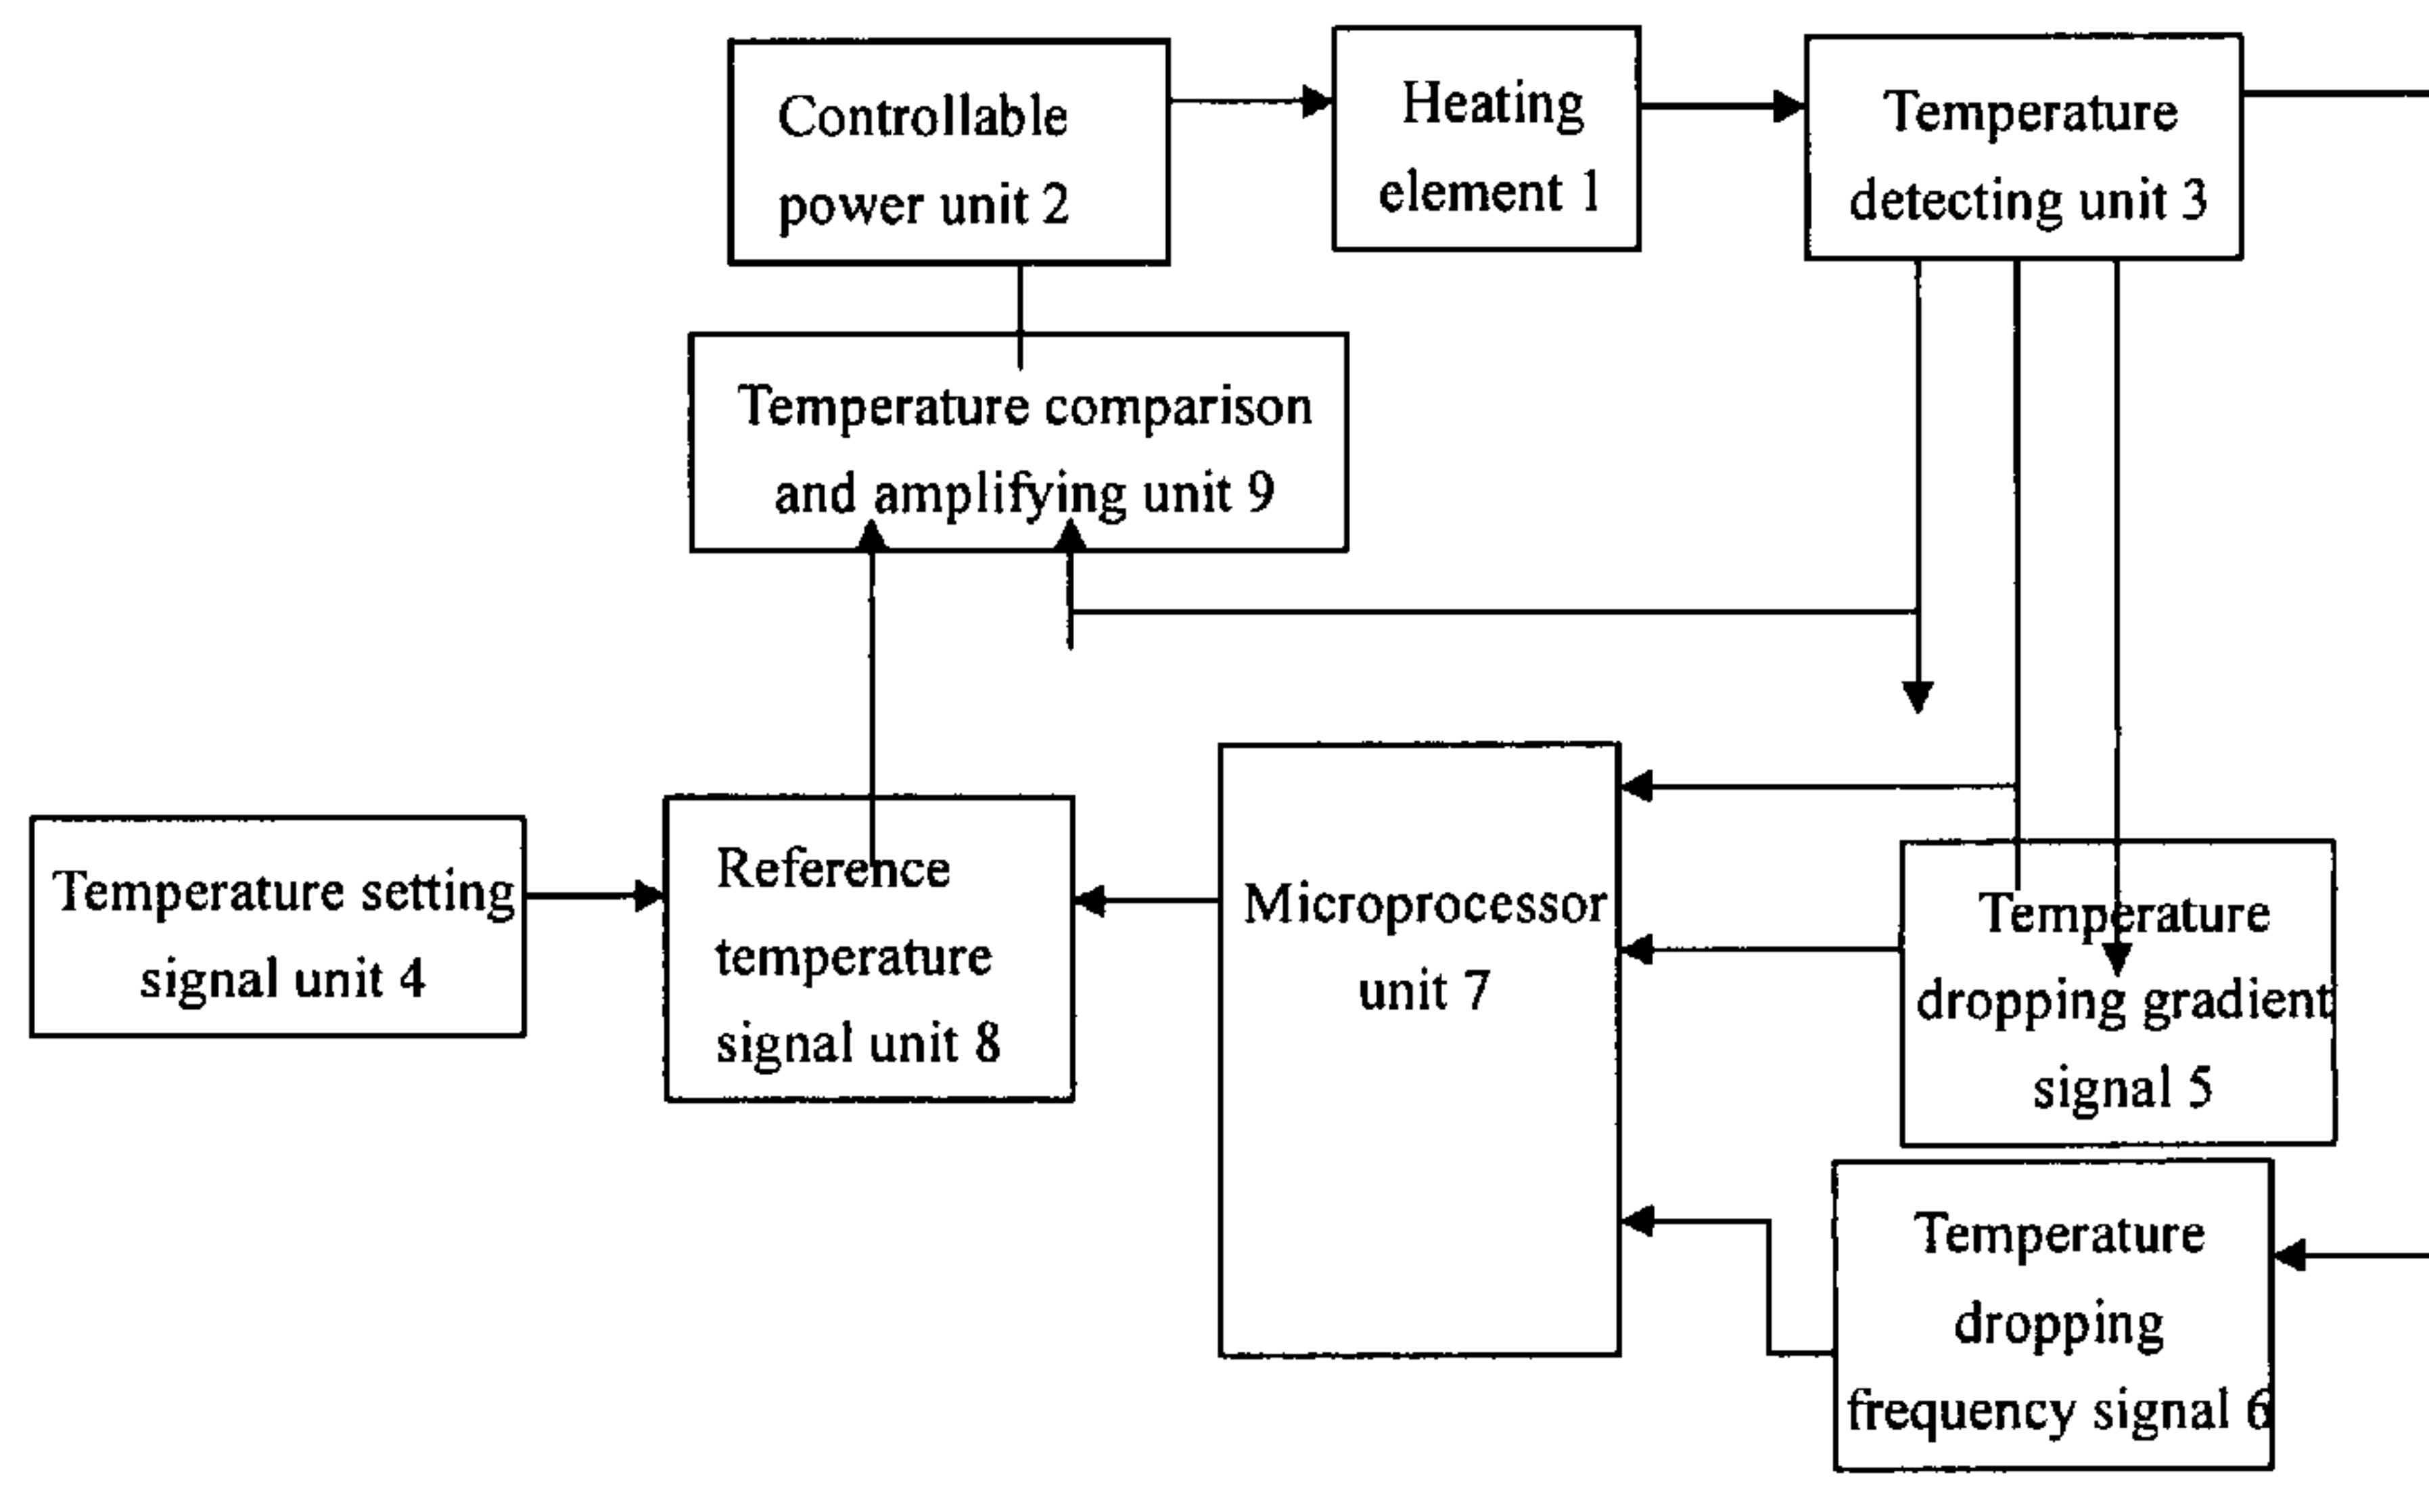 Controllable
power unit 2
Heating
element 1
Temperature
detecting unit 3
Temperature comparison
and amplifying unit 9
Temperature setting
signal unit 4
Reference
temperature
signal unit 8
Microprocessor
unit 7
Temperature
dropping gradient
signal 5
Temperature
dropping
frequency signal 6